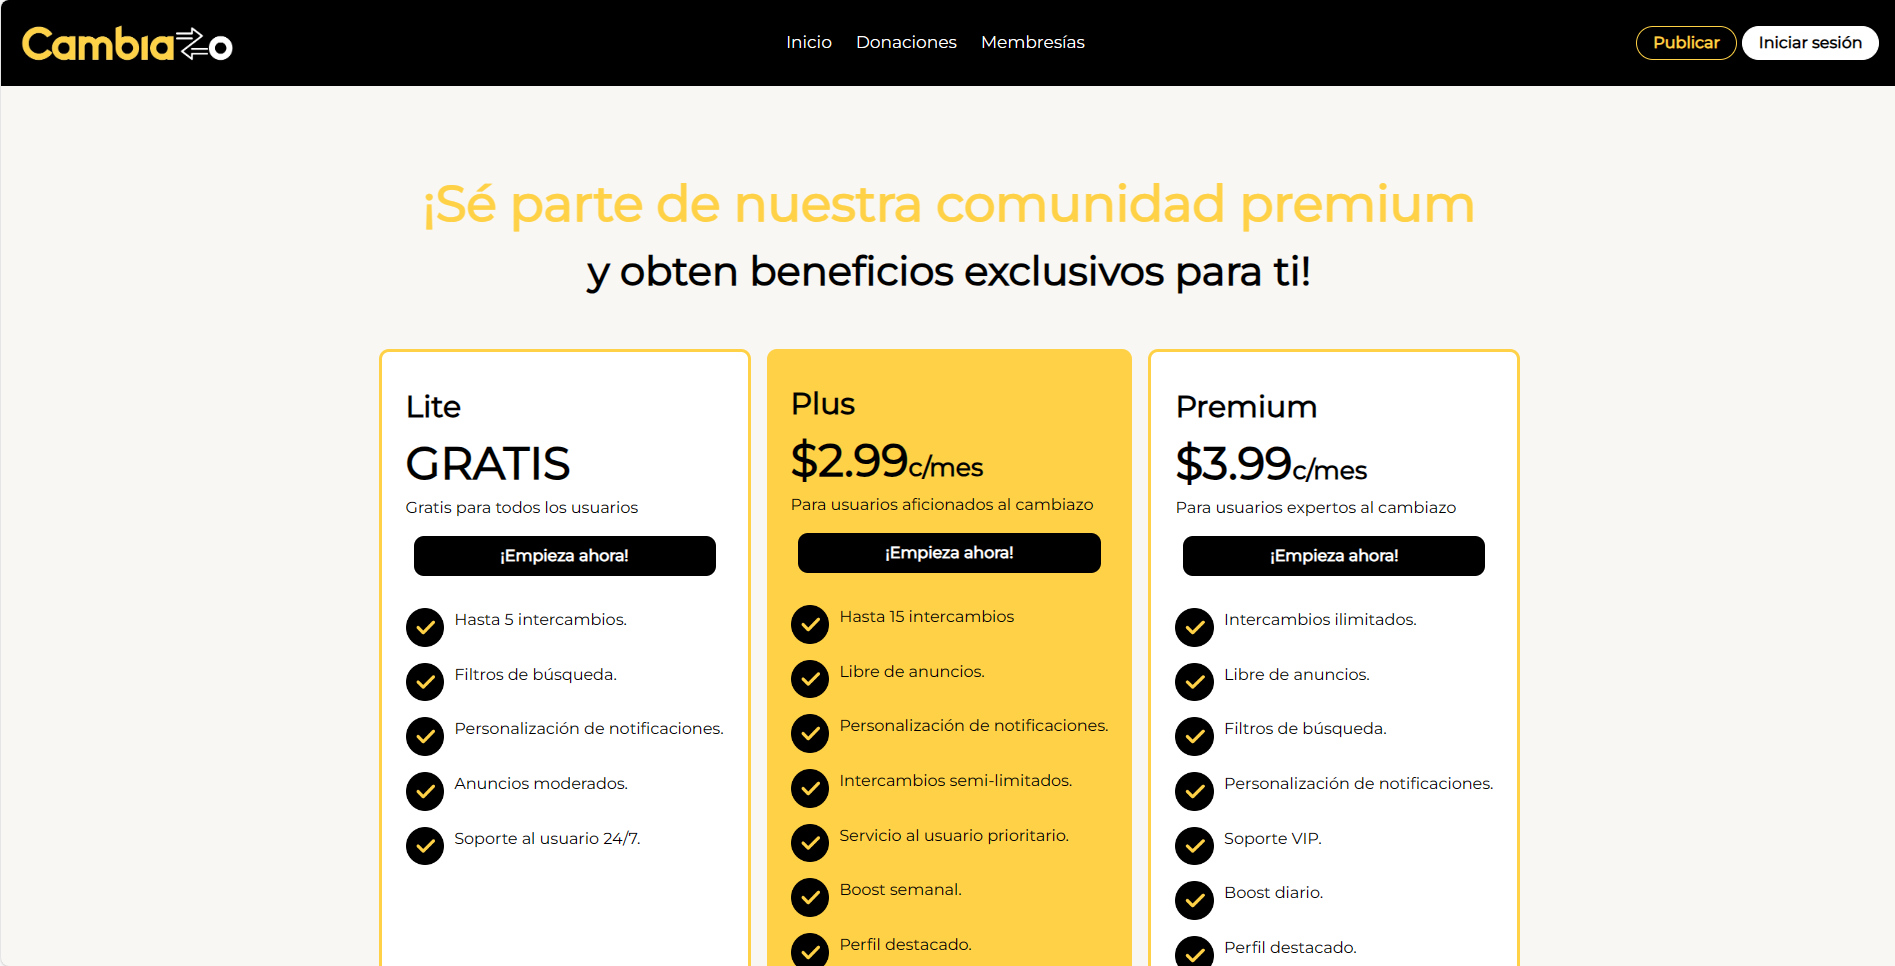 Cambiazo
Inicio Donaciones Membresías
Publicar Iniciar sesión
¡Sé parte de nuestra comunidad premium
y obten beneficios exclusivos para ti!
Lite
GRATIS
Gratis para todos los usuarios
¡Empieza ahora!
Hasta 5 intercambios.
Filtros de búsqueda.
Personalización de notificaciones.
Anuncios moderados.
Soporte al usuario 24/7.
Plus
$2.99c/mes
Para usuarios aficionados al cambiazo
¡Empieza ahora!
Hasta 15 intercambios
Libre de anuncios.
Personalización de notificaciones.
Intercambios semi-limitados.
Servicio al usuario prioritario.
Boost semanal.
Perfil destacado.
Premium
$3.99c/mes
Para usuarios expertos al cambiazo
¡Empieza ahora!
Intercambios ilimitados.
Libre de anuncios.
Filtros de búsqueda.
Personalización de notificaciones.
Soporte VIP.
Boost diario.
Perfil destacado.